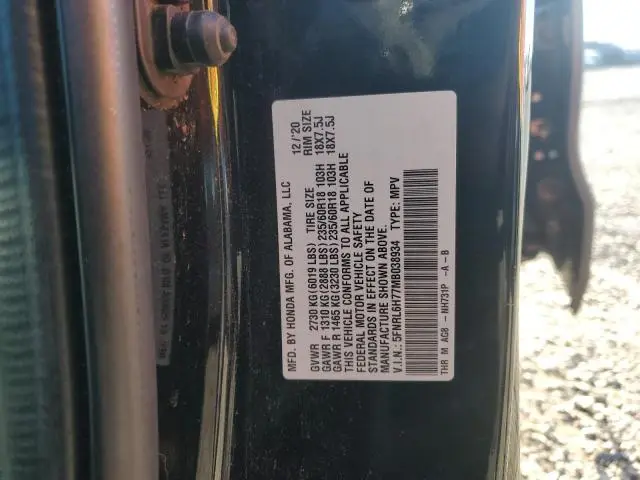 MFD. BY HONDA MFG. OF ALABAMA, LLC 12/'20
GVWR 2730 KG(6019 LBS) TIRE SIZE RIM SIZE
GAWR F 1310 KG(2888 LBS)235/60R18 103H 18X7.5J
GAWR R 1465 KG(3230 LBS)235/60R18 103H 18X7.5J
THIS VEHICLE CONFORMS TO ALL APPLICABLE
FEDERAL MOTOR VEHICLE SAFETY
STANDARDS IN EFFECT ON THE DATE OF
MANUFACTURE SHOWN ABOVE.
V.I.N.: 5FNRL6H77MB038934 TYPE: MPV
THR M AG8 -NH731P -A-B